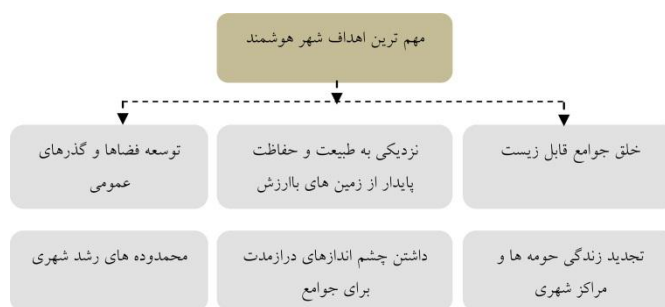 مهم ترین اهداف شهر هوشمند
خلق جوامع قابل زیست
نزدیکی به طبیعت و حفاظت
پایدار از زمین های باارزش
توسعه فضاها و گذرهای
عمومی
تجدید زندگی حومه ها و
مراکز شهری
داشتن چشم اندازهای درازمدت
برای جوامع
محمدوده های رشد شهری